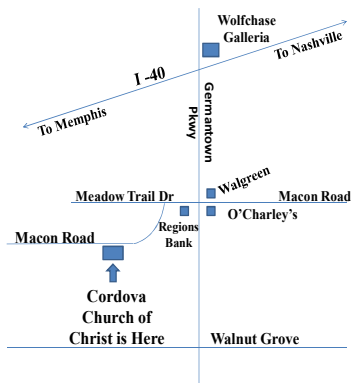 Wolfchase
Galleria
To Nashville
I -40
To Memphis
Germantown
Pkwy
Walgreen
Meadow Trail Dr
Macon Road
O'Charley's
Regions
Bank
Macon Road
Cordova
Church of
Christ is Here
Walnut Grove